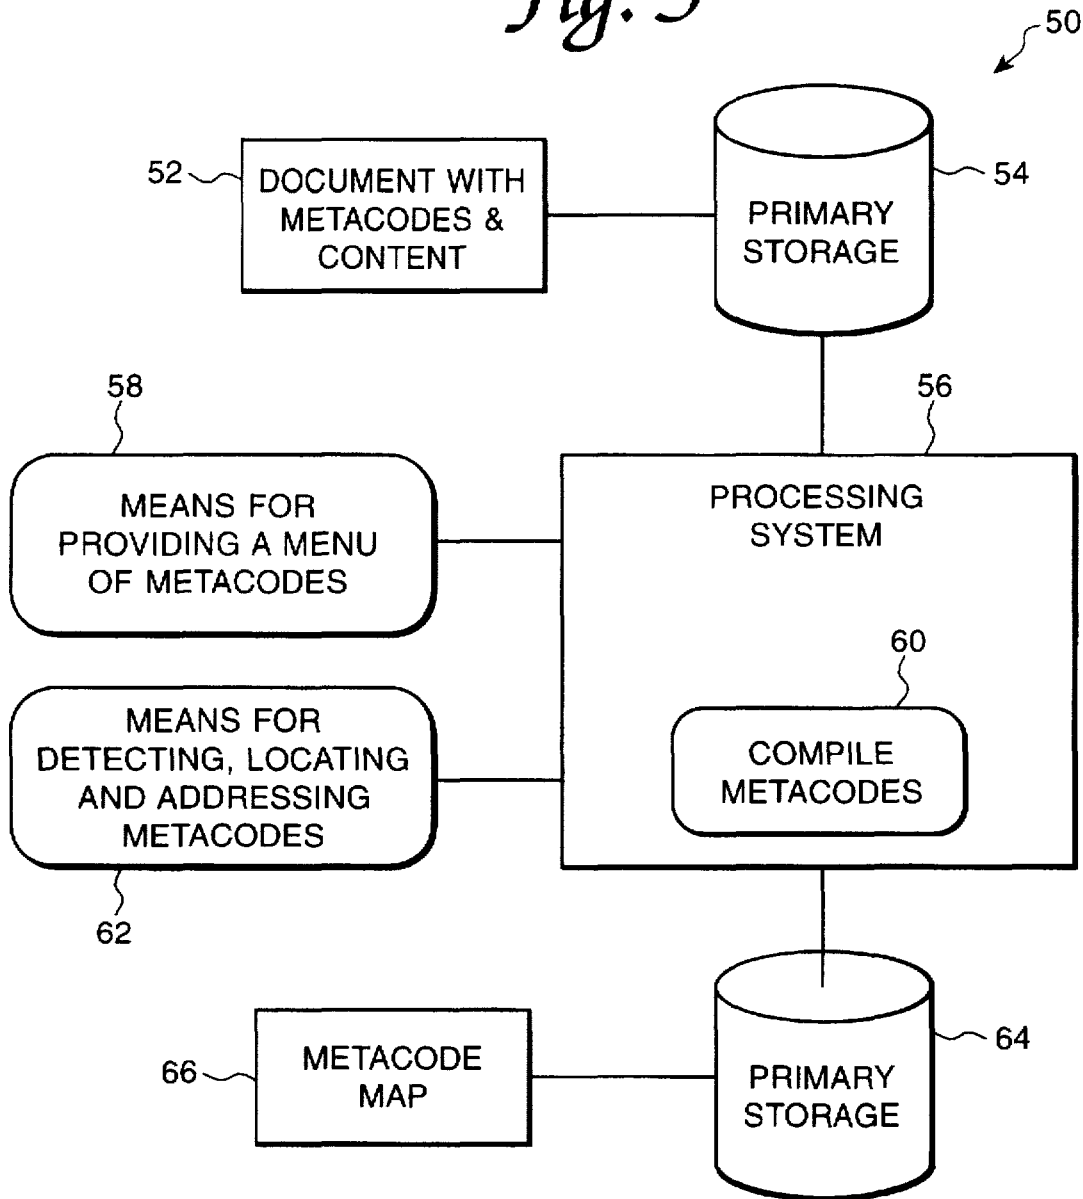 Fig.
50
52
DOCUMENT WITH
METACODES &
CONTENT
PRIMARY
STORAGE
54
58
56
MEANS FOR
PROVIDING A MENU
OF METACODES
PROCESSING
SYSTEM
60
MEANS FOR
DETECTING, LOCATING
AND ADDRESSING
METACODES
COMPILE
METACODES
62
66
METACODE
MAP
PRIMARY
STORAGE
64